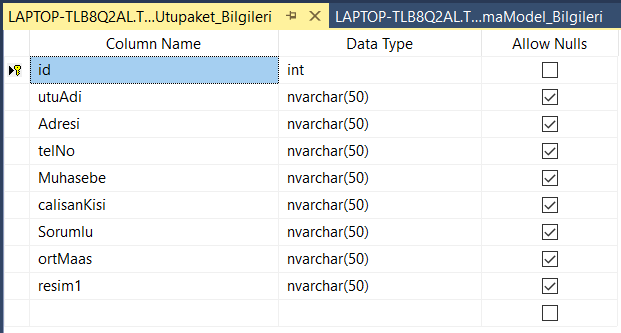 LAPTOP-TLB8Q2AL.T...Utupaket_Bilgileri LAPTOP-TLB8Q2AL.T...maModel_Bilgileri
Column Name Data Type Allow Nulls
id int
utuAdi nvarchar(50)
Adresi nvarchar(50)
telNo nvarchar(50)
Muhasebe nvarchar(50)
calisanKisi nvarchar(50)
Sorumlu nvarchar(50)
ortMaas nvarchar(50)
resim1 nvarchar(50)